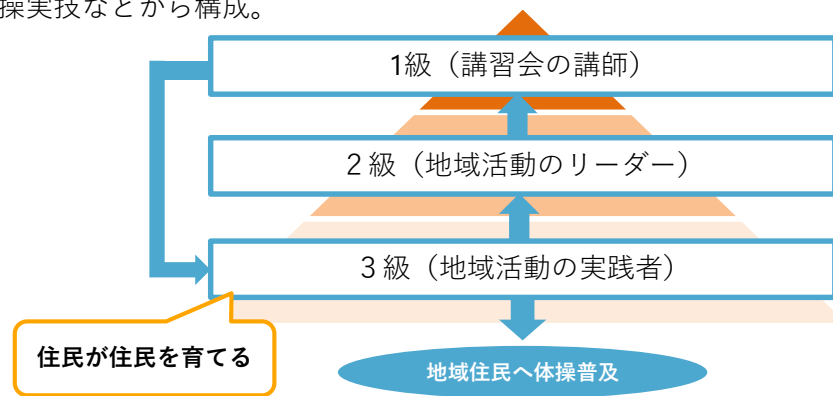 操実技などから構成。
1級（講習会の講師）
２級（地域活動のリーダー）
３級（地域活動の実践者）
住民が住民を育てる
地域住民へ体操普及